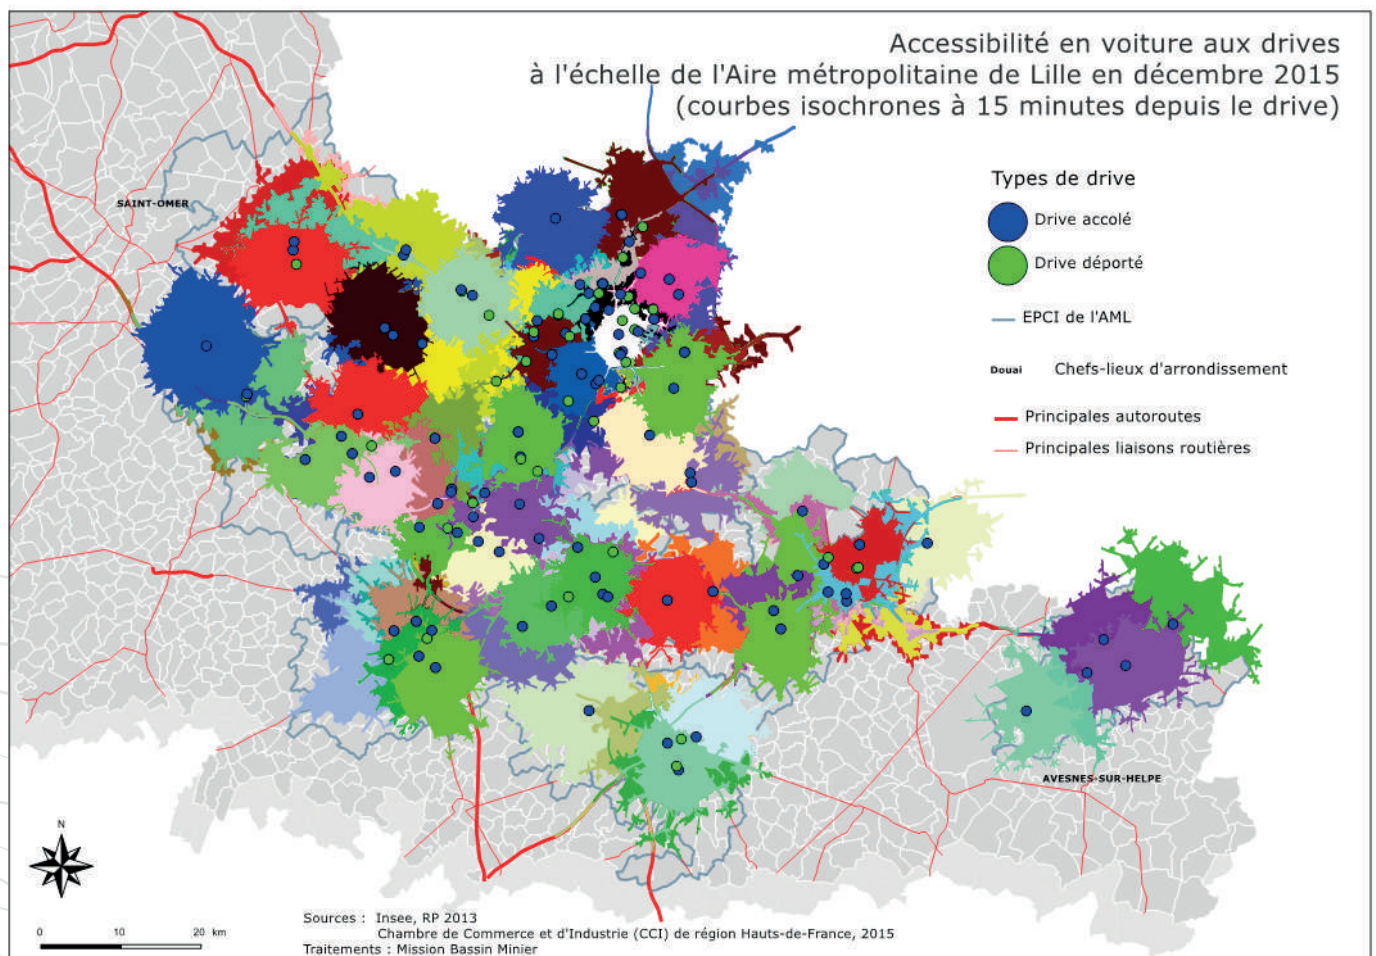 Accessibilité en voiture aux drives
à l'échelle de l'Aire métropolitaine de Lille en décembre 2015
(courbes isochrones à 15 minutes depuis le drive)
Types de drive
SAINT-OMER
Drive accolé
Drive déporté
EPCI de l'AML
Douai Chefs-lieux d'arrondissement
Principales autoroutes
Principales liaisons routières
AVESNES-SUR-HELPE
N
0 10 20 km
Sources : Insee, RP 2013
Chambre de Commerce et d'Industrie (CCI) de région Hauts-de-France, 2015
Traitements : Mission Bassin Minier